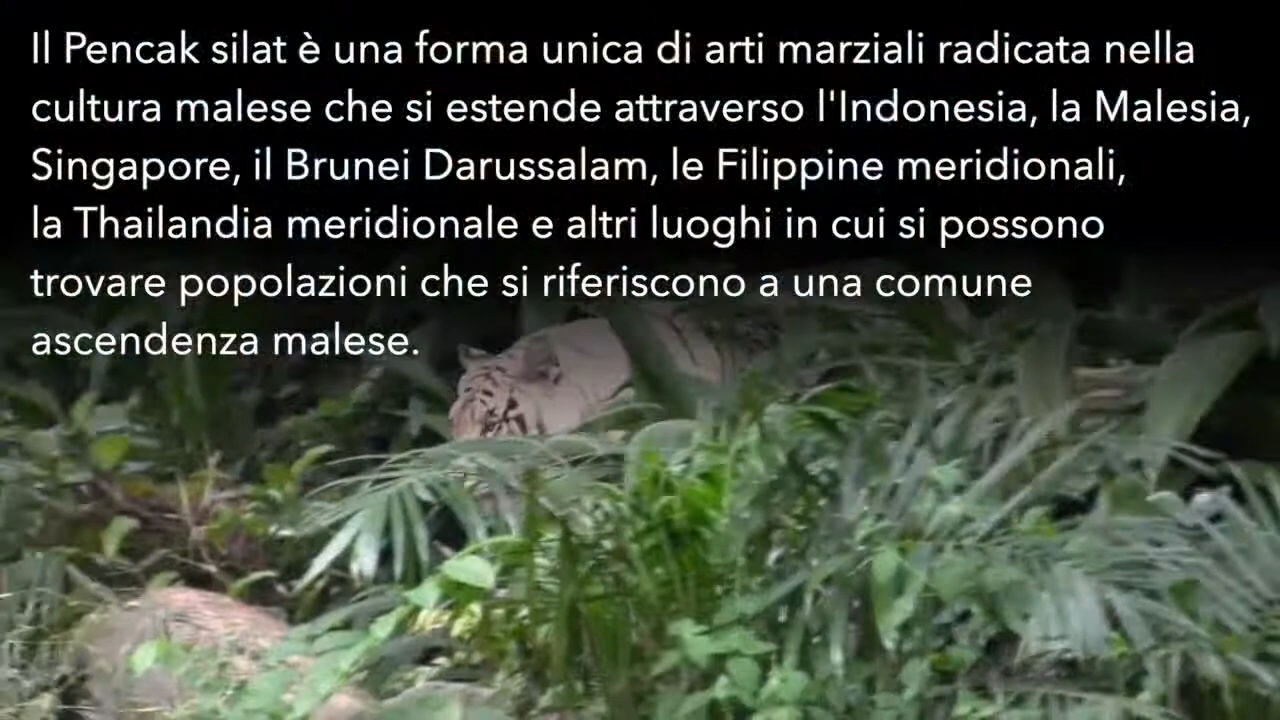 Il Pencak silat è una forma unica di arti marziali radicata nella
cultura malese che si estende attraverso l'Indonesia, la Malesia,
Singapore, il Brunei Darussalam, le Filippine meridionali,
la Thailandia meridionale e altri luoghi in cui si possono
trovare popolazioni che si riferiscono a una comune
ascendenza malese.